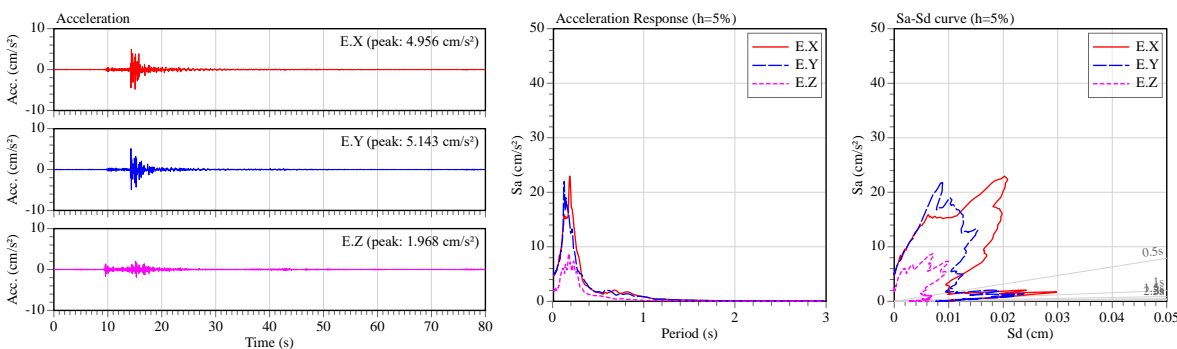 Acceleration
10
0
-10
Acc. (cm/s²)
E.X (peak: 4.956 cm/s²)
10
0
-10
Acc. (cm/s²)
E.Y (peak: 5.143 cm/s²)
10
0
-10
Acc. (cm/s²)
E.Z (peak: 1.968 cm/s²)
0 10 20 30 40 50 60 70 80
Time (s)
Acceleration Response (h=5%)
50
40
30
20
10
0
Sa (cm/s²)
E.X
E.Y
E.Z
0 1 2 3
Period (s)
Sa-Sd curve (h=5%)
50
40
30
20
10
0
Sa (cm/s²)
E.X
E.Y
E.Z
0.5s
0 0.01 0.02 0.03 0.04 0.05
Sd (cm)